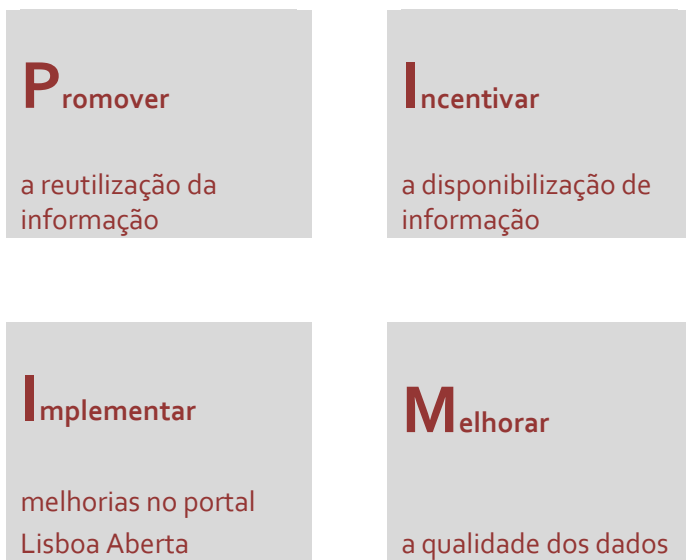 Promover
a reutilização da
informação
Incentivar
a disponibilização de
informação
Implementar
melhorias no portal
Lisboa Aberta
Melhorar
a qualidade dos dados